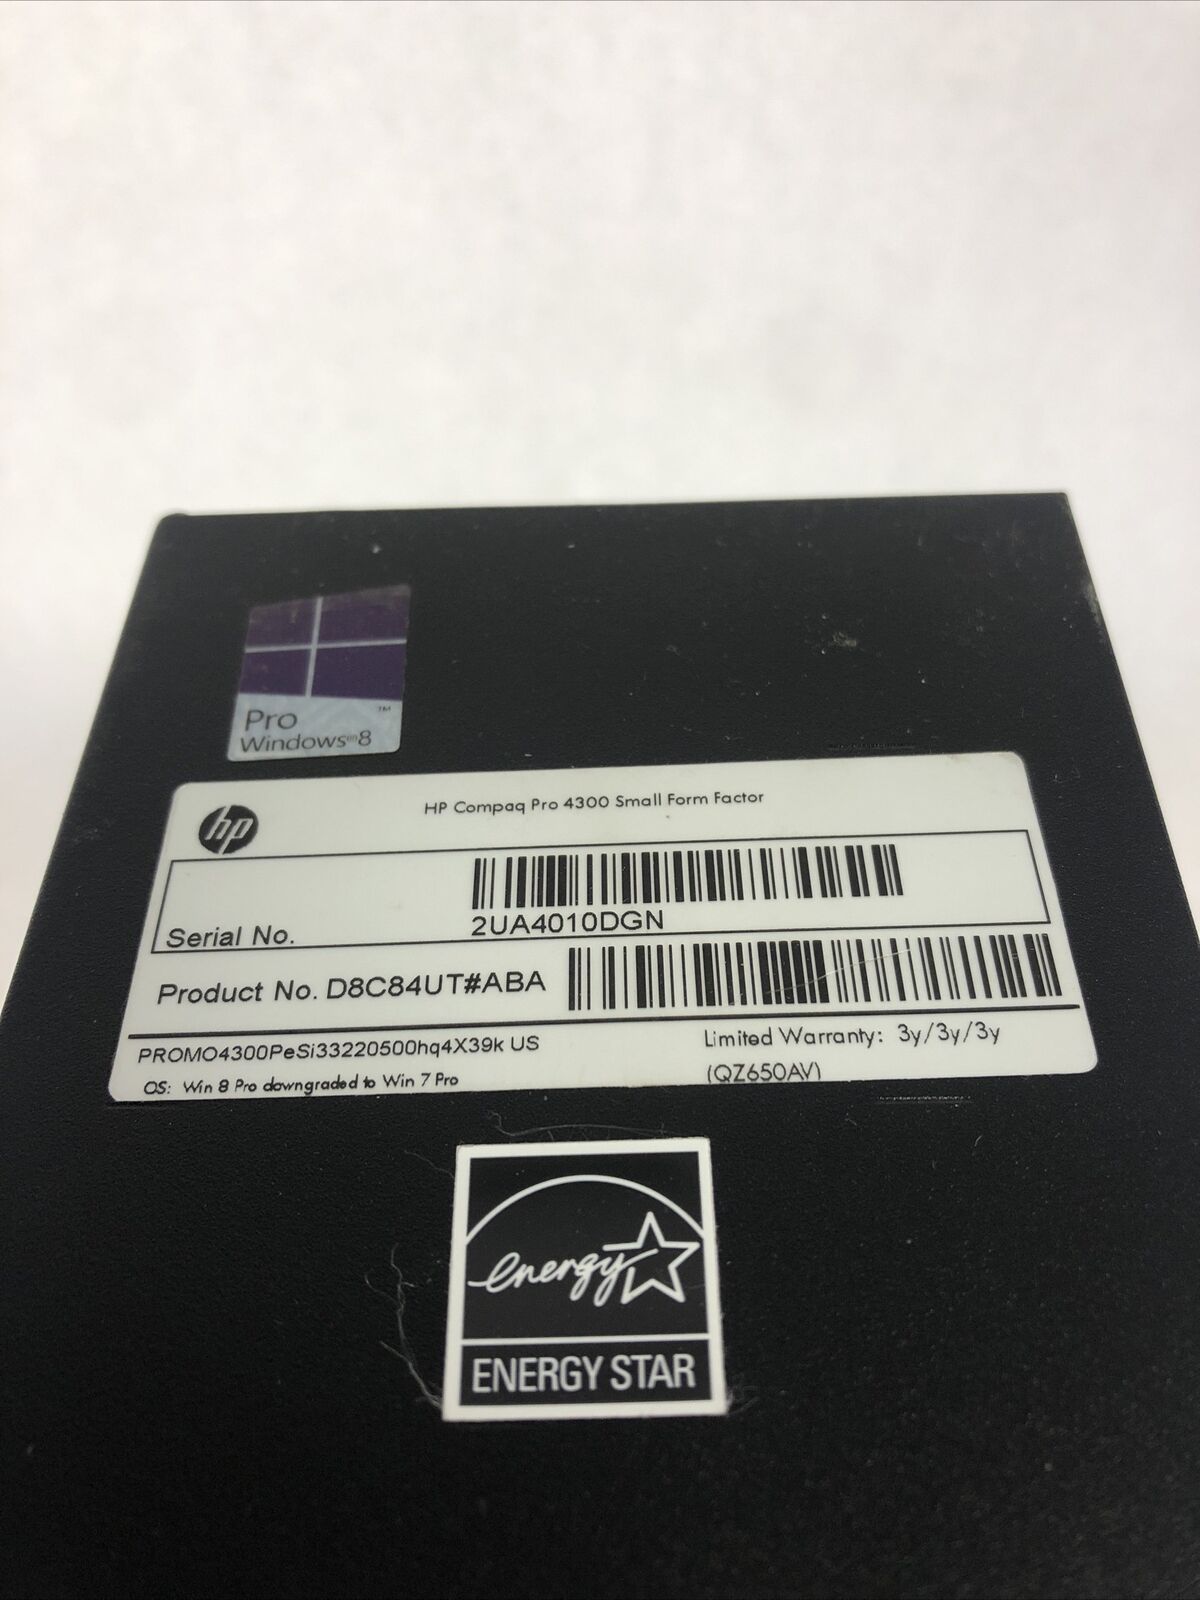 Pro
™
Windows 8
hp
HP Compaq Pro 4300 Small Form Factor
Serial No.
2UA4010DGN
Product No. D8C84UT#ABA
PROMO4300PeSi33220500hq4X39k US
Limited Warranty: 3y/3y/3y
OS: Win 8 Pro downgraded to Win 7 Pro
(QZ650AV)
energy
ENERGY STAR